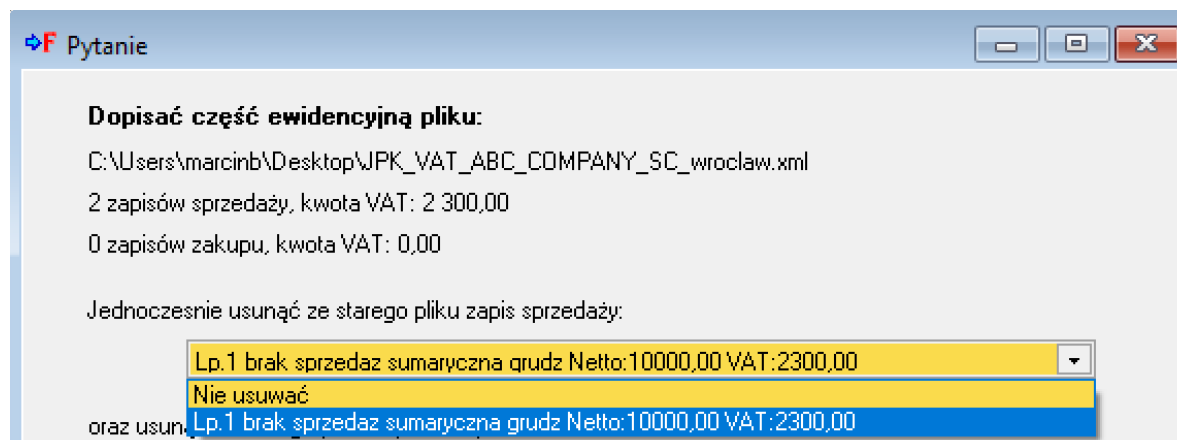 Pytanie
Dopisać część ewidencyjną pliku:
C:\Users\marcinb\Desktop\JPK_VAT_ABC_COMPANY_SC_wroclaw.xml
2 zapisów sprzedaży, kwota VAT: 2 300,00
0 zapisów zakupu, kwota VAT: 0,00
Jednoczesnie usunąć ze starego pliku zapis sprzedaży:
Lp.1 brak sprzedaz sumaryczna grudz Netto:10000,00 VAT:2300,00
Nie usuwać
Lp.1 brak sprzedaz sumaryczna grudz Netto:10000,00 VAT:2300,00
oraz